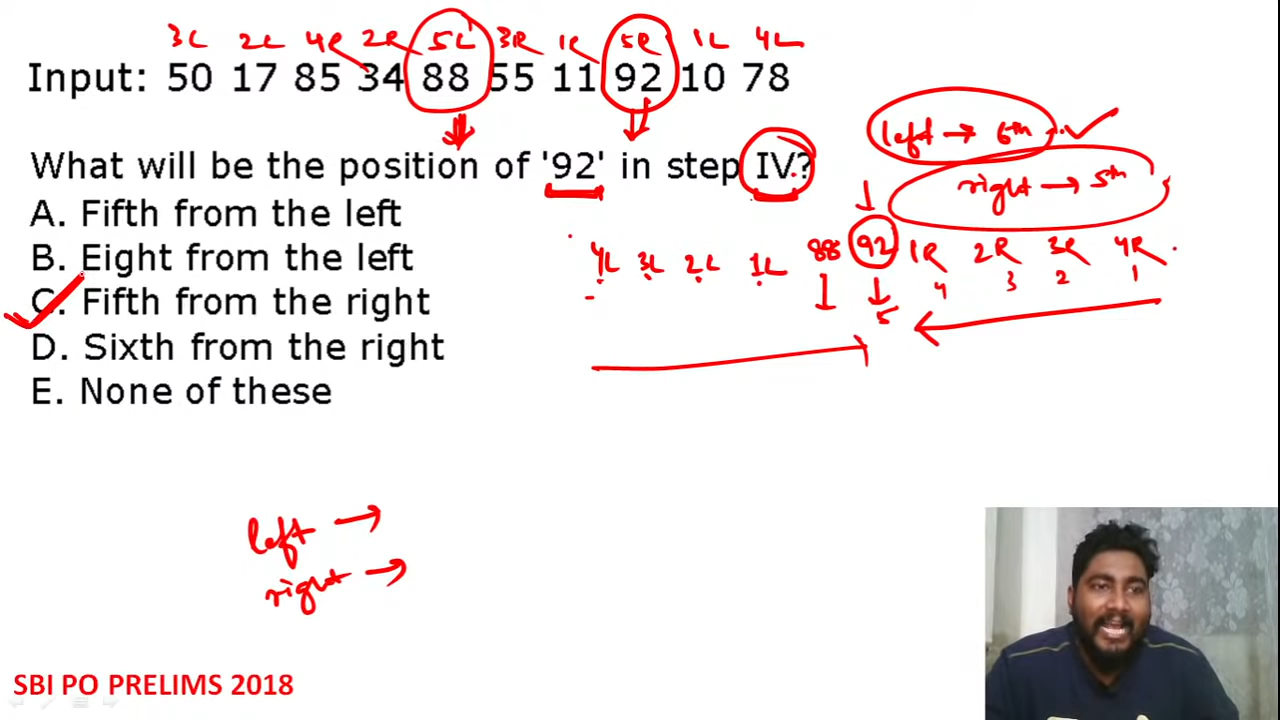 3L 2L 4R 2R 5L 3R 1R 5R 1L 4L
Input: 50 17 85 34 88 55 11 92 10 78
left → 6th
What will be the position of '92' in step IV?
right → 5th
A. Fifth from the left
4L 3L 2L 1L 88 92 1R 2R 3R 4R
B. Eight from the left
4 3 2 1
C. Fifth from the right
5
D. Sixth from the right
E. None of these
left →
right →
SBI PO PRELIMS 2018